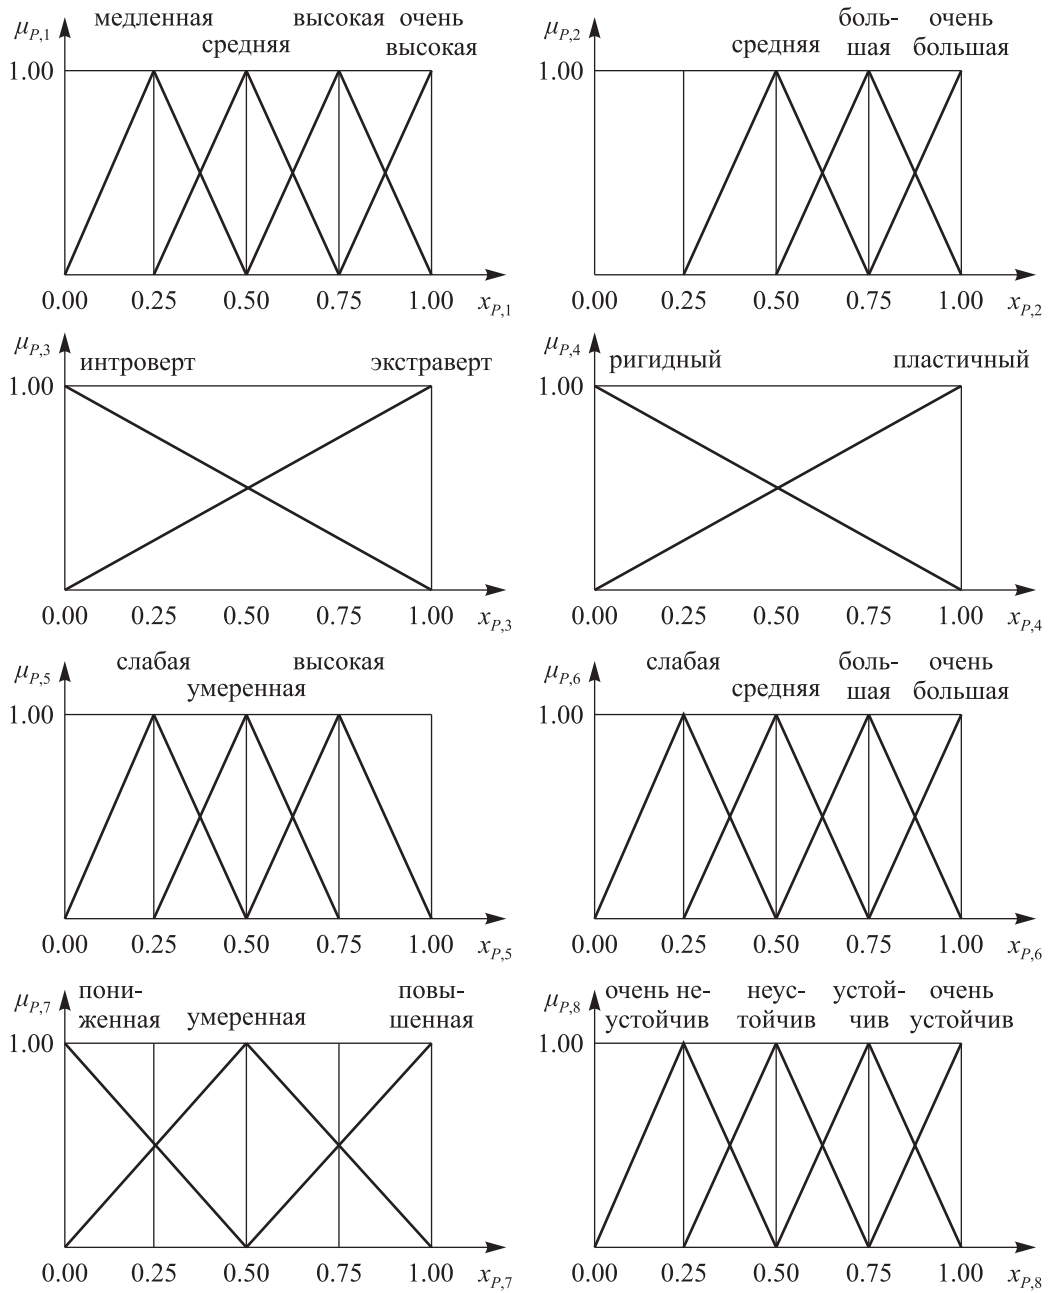 μP,1
медленная
высокая
очень
средняя
высокая
1.00
0.00 0.25 0.50 0.75 1.00 xP,1
μP,2
средняя
боль-
шая
очень
большая
1.00
0.00 0.25 0.50 0.75 1.00 xP,2
μP,3
интроверт
экстраверт
1.00
0.00 0.25 0.50 0.75 1.00 xP,3
μP,4
ригидный
пластичный
1.00
0.00 0.25 0.50 0.75 1.00 xP,4
μP,5
слабая
высокая
умеренная
1.00
0.00 0.25 0.50 0.75 1.00 xP,5
μP,6
слабая
средняя
боль-
шая
очень
большая
1.00
0.00 0.25 0.50 0.75 1.00 xP,6
μP,7
пони-
женная
умеренная
повы-
шенная
1.00
0.00 0.25 0.50 0.75 1.00 xP,7
μP,8
очень не-
устойчив
неус-
тойчив
устой-
чив
очень
устойчив
1.00
0.00 0.25 0.50 0.75 1.00 xP,8